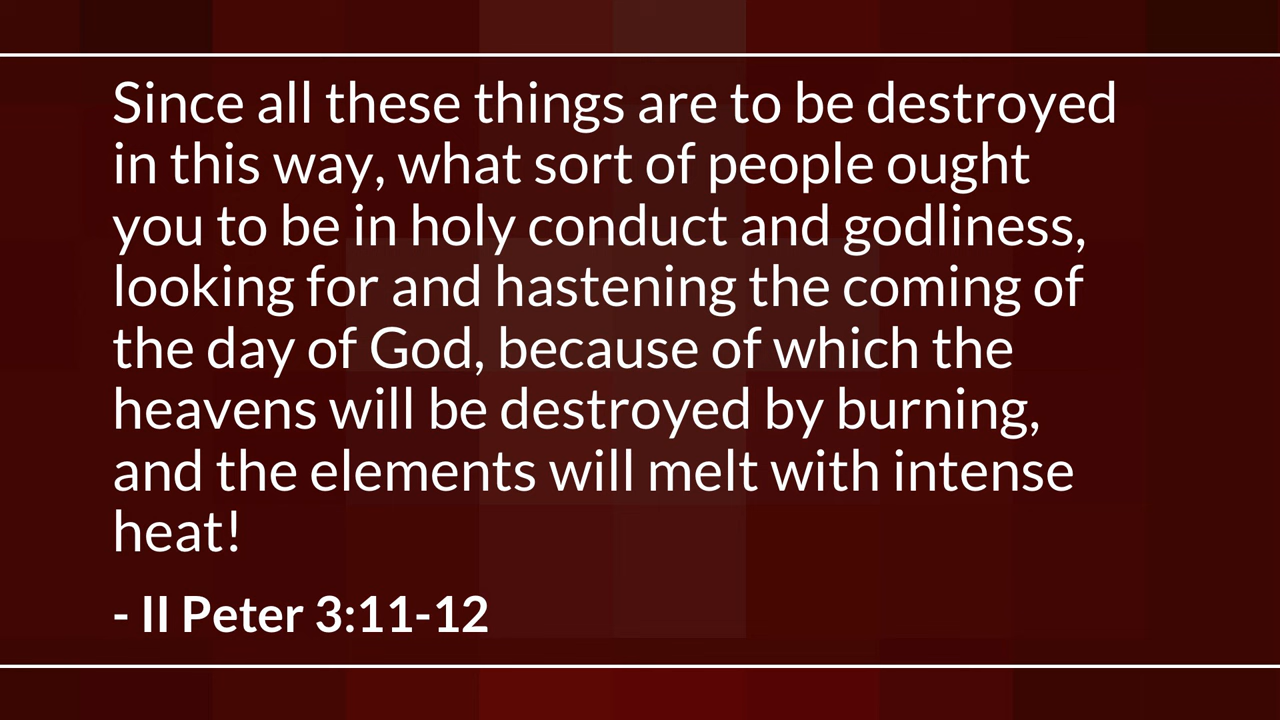 Since all these things are to be destroyed
in this way, what sort of people ought
you to be in holy conduct and godliness,
looking for and hastening the coming of
the day of God, because of which the
heavens will be destroyed by burning,
and the elements will melt with intense
heat!
- II Peter 3:11-12